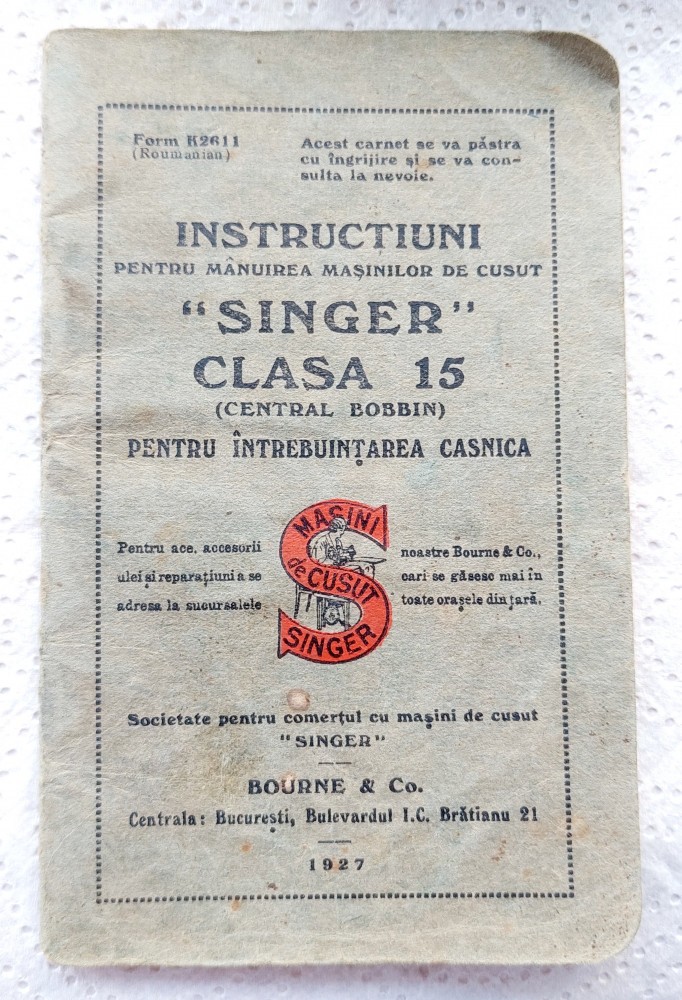 Form K2611
(Roumanian)
Acest carnet se va păstra
cu îngrijire și se va con-
sulta la nevoie.
INSTRUCTIUNI
PENTRU MÂNUIREA MAȘINILOR DE CUSUT
"SINGER"
CLASA 15
(CENTRAL BOBBIN)
PENTRU ÎNTREBUINȚAREA CASNICA
Pentru ace, accesorii
ulei și reparațiuni a se
adresa la sucursalele
MAȘINI
de CUSUT
SINGER
noastre Bourne & Co.,
cari se găsesc mai în
toate orașele din țară.
Societate pentru comerțul cu mașini de cusut
"SINGER"
BOURNE & Co.
Centrala: București, Bulevardul I.C. Brătianu 21
1927